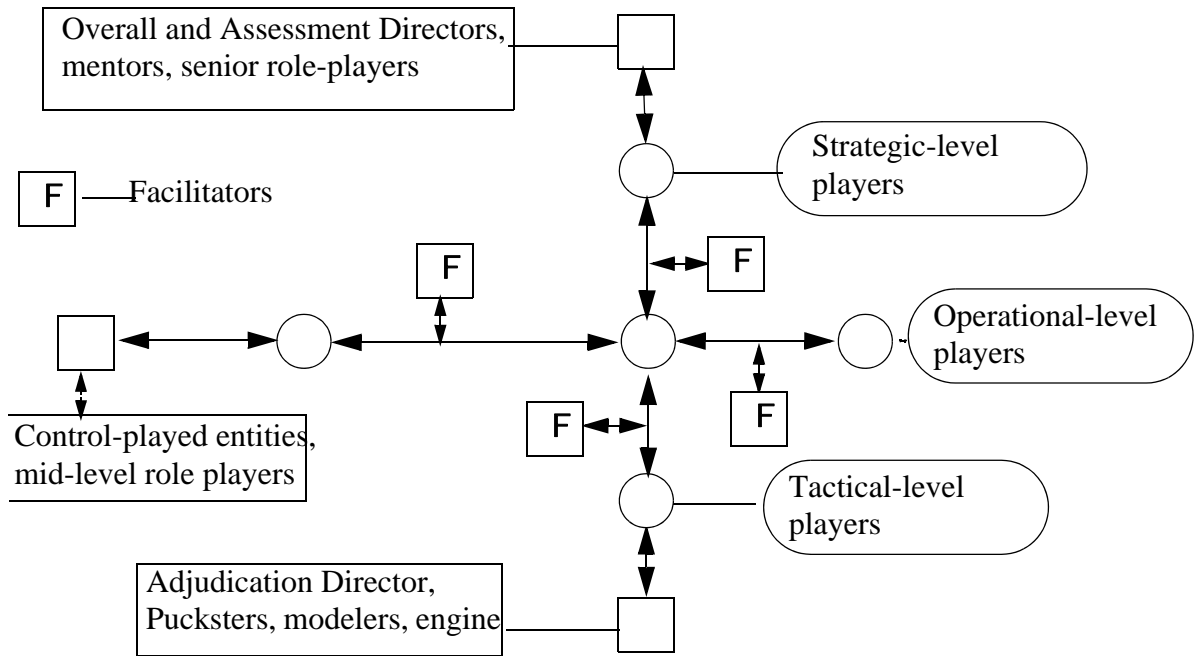 Overall and Assessment Directors,
mentors, senior role-players
Strategic-level
players
F
Facilitators
F
F
Operational-level
players
F
F
Control-played entities,
mid-level role players
Tactical-level
players
Adjudication Director,
Pucksters, modelers, engine